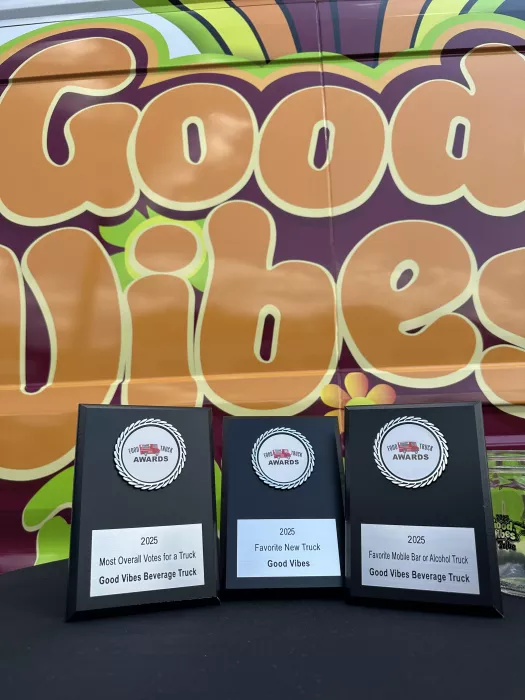 Good
Vibes
FOOD TRUCK
AWARDS
2025
Most Overall Votes for a Truck
Good Vibes Beverage Truck
FOOD TRUCK
AWARDS
2025
Favorite New Truck
Good Vibes
FOOD TRUCK
AWARDS
2025
Favorite Mobile Bar or Alcohol Truck
Good Vibes Beverage Truck